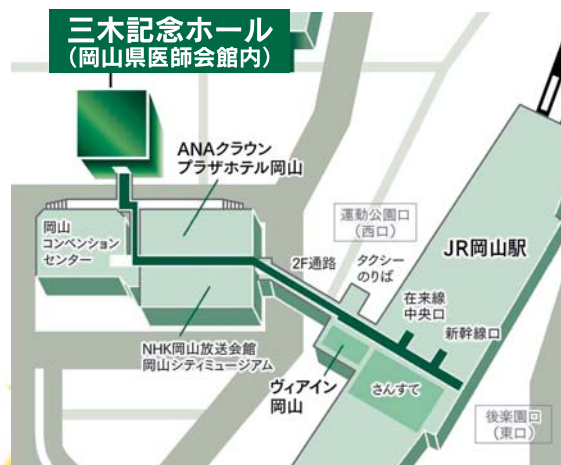 三木記念ホール
（岡山県医師会館内）
ANAクラウン
プラザホテル岡山
岡山
コンベンション
センター
運動公園口
（西口）
JR岡山駅
2F通路
タクシー
のりば
在来線
中央口
新幹線口
NHK岡山放送会館
岡山シティミュージアム
ヴィアイン
岡山
さんすて
後楽園口
（東口）